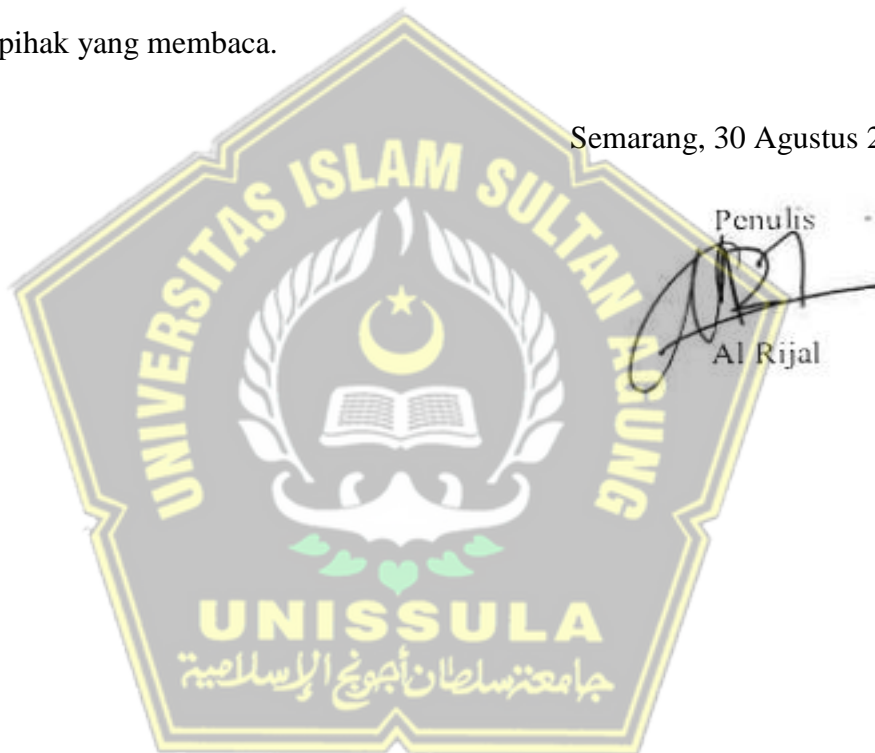 pihak yang membaca.
Semarang, 30 Agustus 2
Penulis
Al Rijal
UNIVERSITAS ISLAM SULTAN AGUNG
UNISSULA
جامعة سلطان أجونج الإسلامية